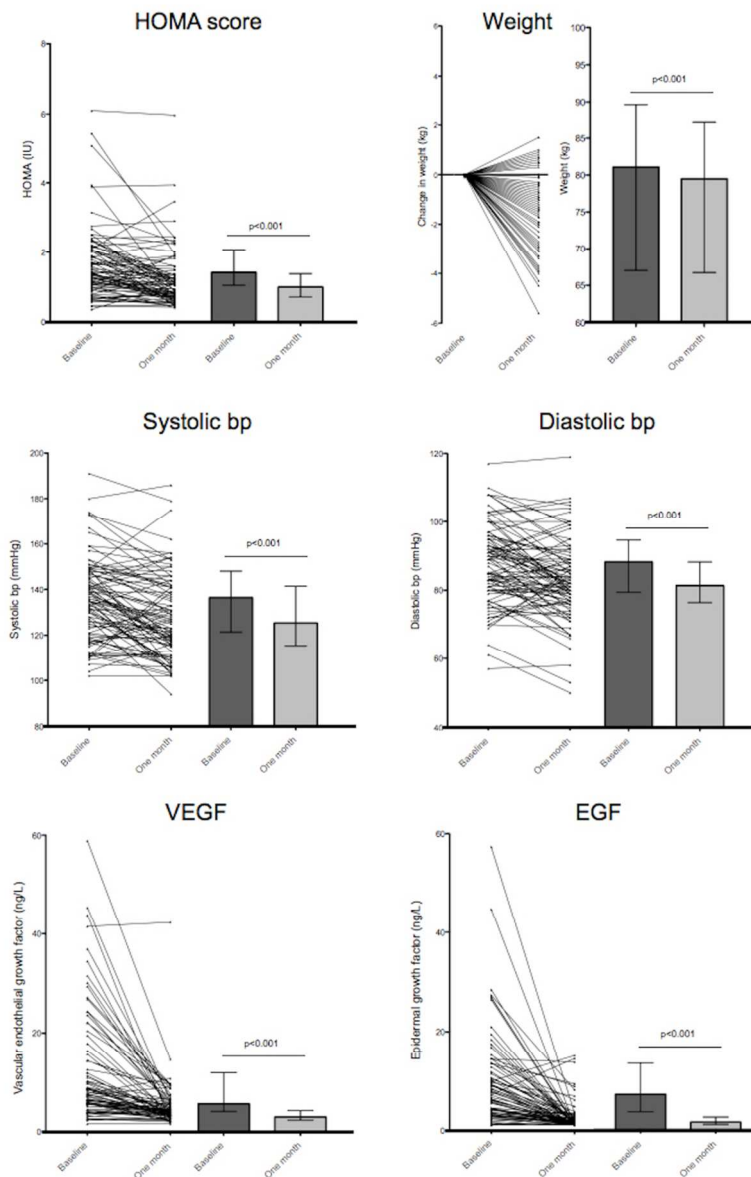 HOMA score
8
6
4
2
0
HOMA (IU)
p<0.001
Baseline
One month
Baseline
One month
Weight
6
4
2
0
-2
-4
-6
Change in weight (kg)
Baseline
One month
100
95
90
85
80
75
70
65
60
Weight (kg)
p<0.001
Baseline
One month
Systolic bp
200
180
160
140
120
100
80
Systolic bp (mmHg)
p<0.001
Baseline
One month
Baseline
One month
Diastolic bp
120
100
80
60
40
Diastolic bp (mmHg)
p<0.001
Baseline
One month
Baseline
One month
VEGF
60
40
20
0
Vascular endothelial growth factor (ng/L)
p<0.001
Baseline
One month
Baseline
One month
EGF
60
40
20
0
Epidermal growth factor (ng/L)
p<0.001
Baseline
One month
Baseline
One month